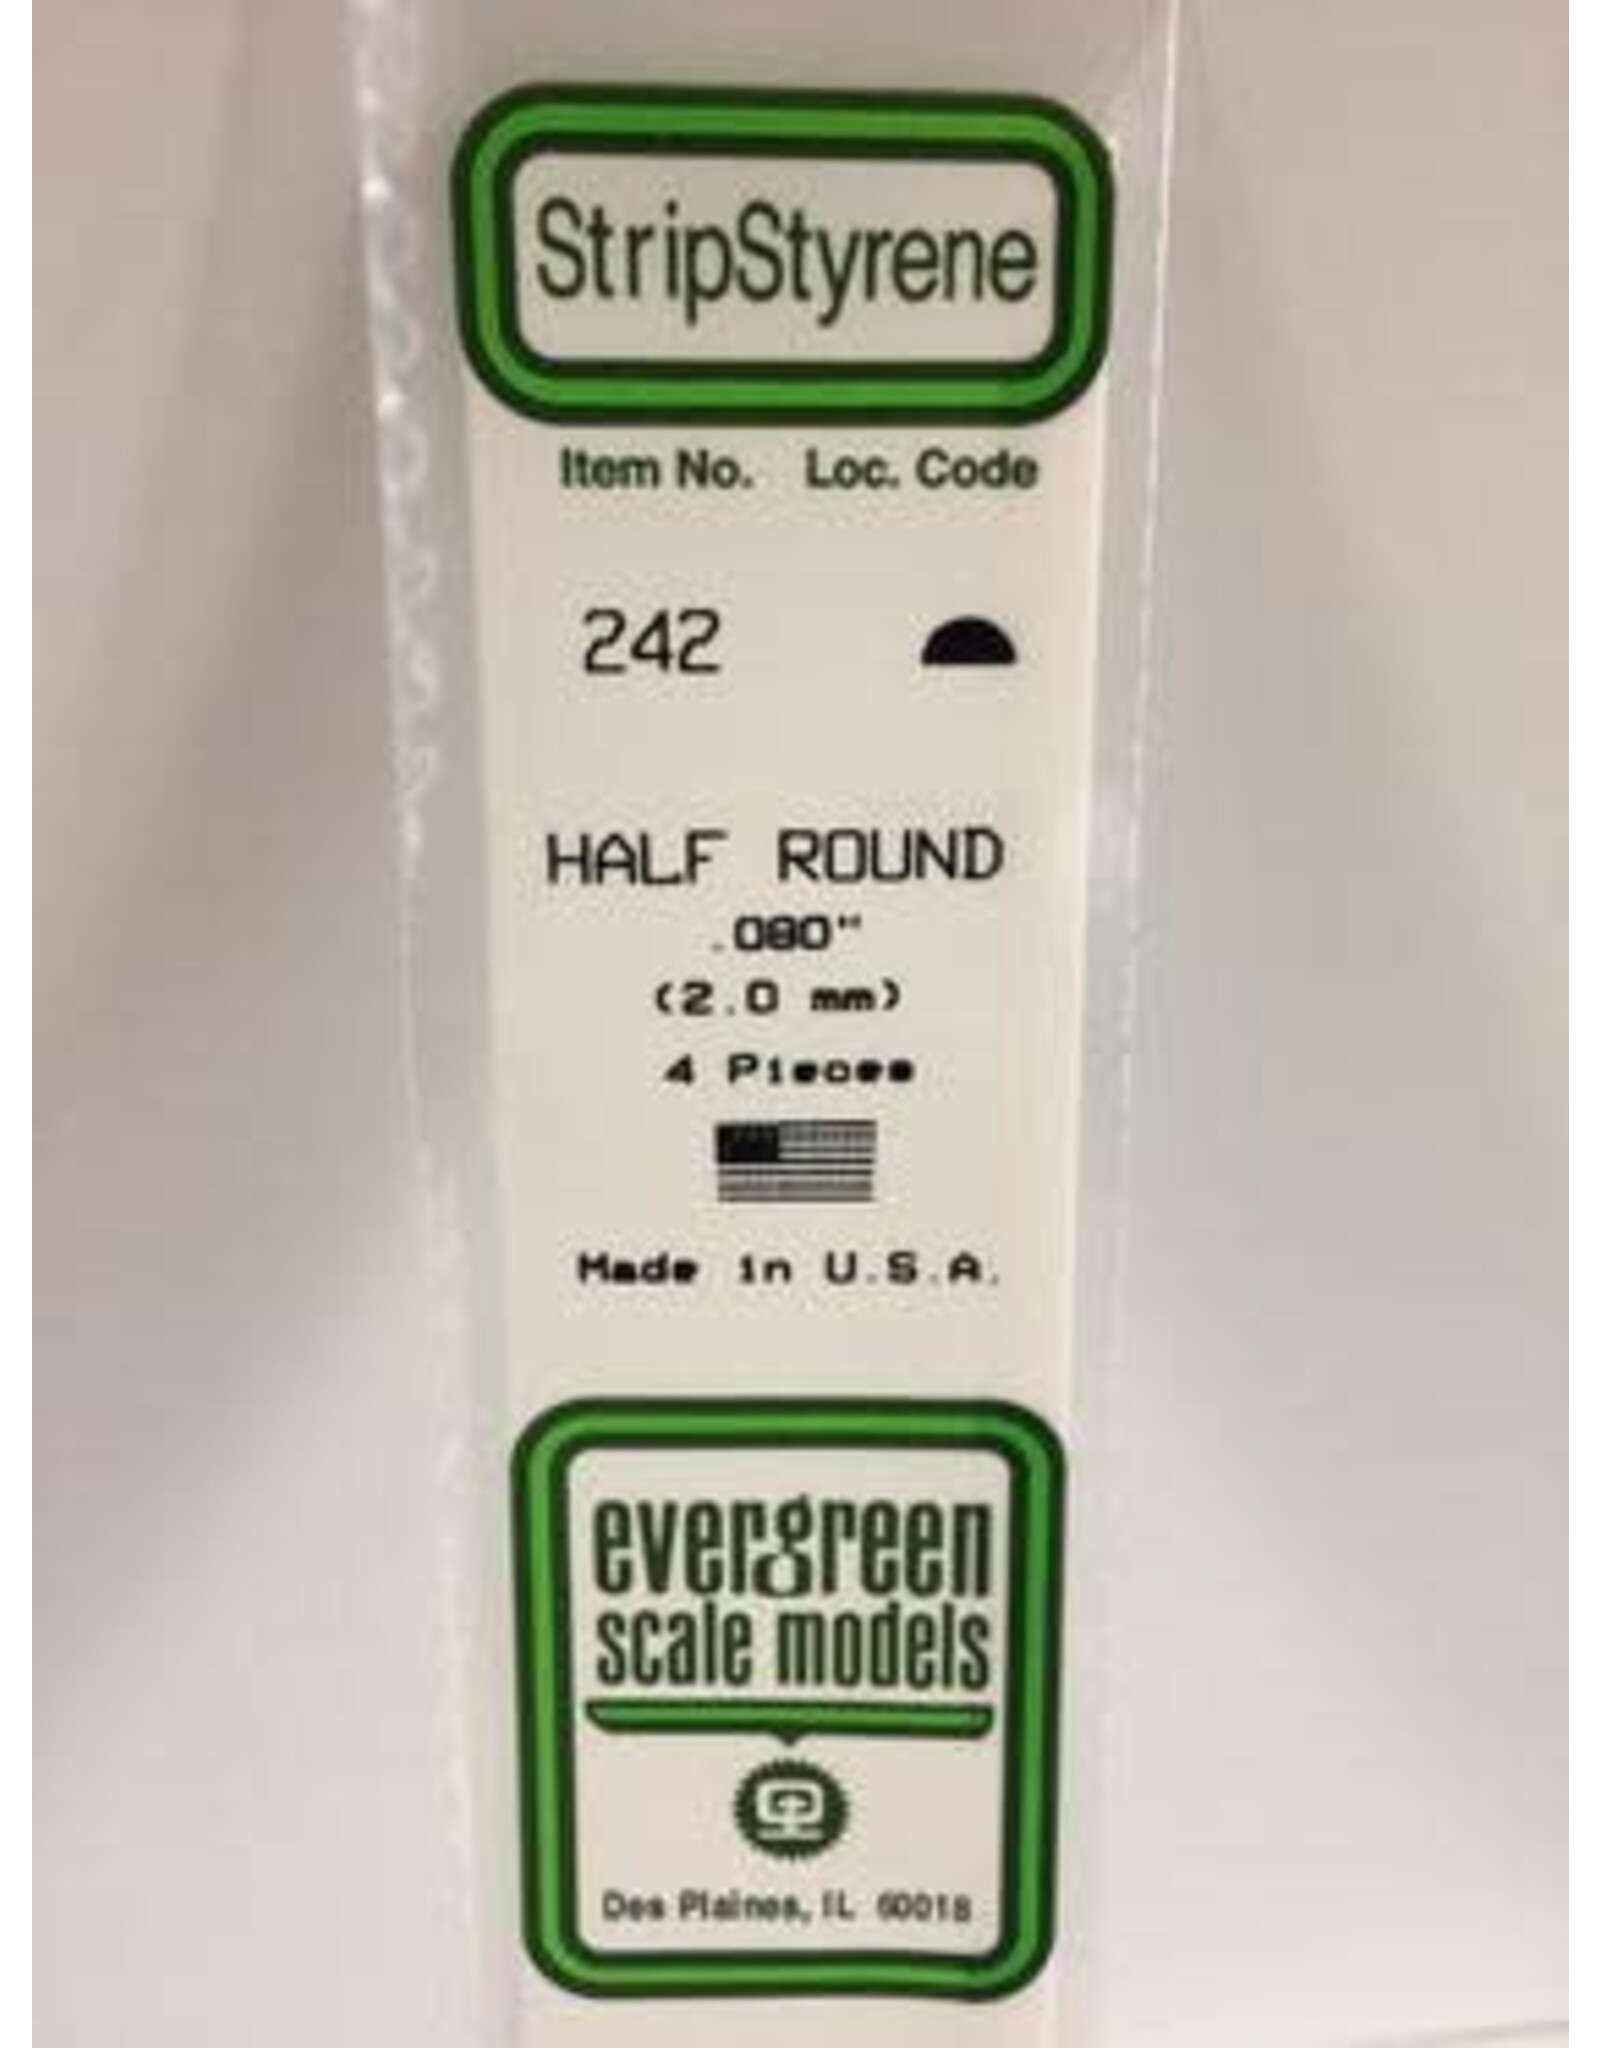 StripStyrene
Item No. Loc. Code
242
HALF ROUND
.080"
(2.0 mm)
4 Pieces
Made in U.S.A.
evergreen
scale models
Des Plaines, IL 60018